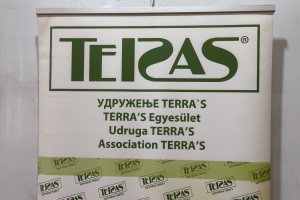 TERRAS®
УДРУЖЕЊЕ TERRA`S
TERRA'S Egyesület
Udruga TERRA'S
Association TERRA'S